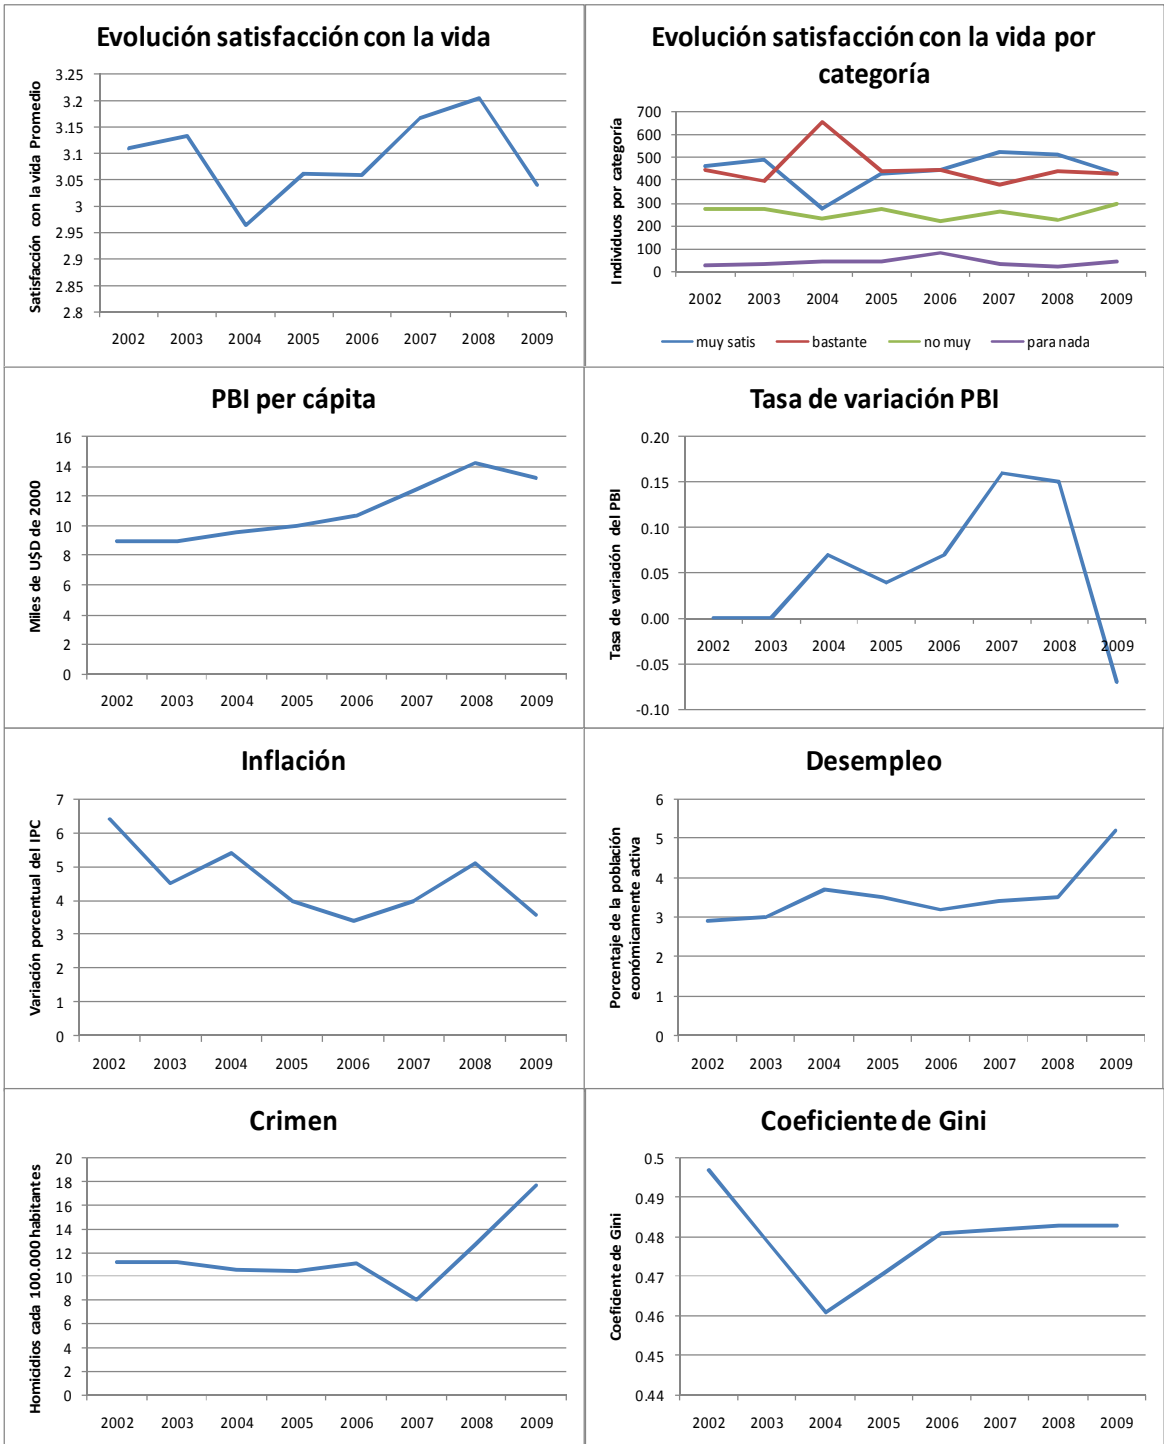 Evolución satisfacción con la vida
Satisfacción con la vida Promedio
3.25
3.2
3.15
3.1
3.05
3
2.95
2.9
2.85
2.8
2002 2003 2004 2005 2006 2007 2008 2009
Evolución satisfacción con la vida por
categoría
Individuos por categoría
700
600
500
400
300
200
100
0
2002 2003 2004 2005 2006 2007 2008 2009
muy satis bastante no muy para nada
PBI per cápita
Miles de U$D de 2000
16
14
12
10
8
6
4
2
0
2002 2003 2004 2005 2006 2007 2008 2009
Tasa de variación PBI
Tasa de variación del PBI
0.20
0.15
0.10
0.05
0.00
-0.05
-0.10
2002 2003 2004 2005 2006 2007 2008 2009
Inflación
Variación porcentual del IPC
7
6
5
4
3
2
1
0
2002 2003 2004 2005 2006 2007 2008 2009
Desempleo
Porcentaje de la población
económicamente activa
6
5
4
3
2
1
0
2002 2003 2004 2005 2006 2007 2008 2009
Crimen
Homicidios cada 100.000 habitantes
20
18
16
14
12
10
8
6
4
2
0
2002 2003 2004 2005 2006 2007 2008 2009
Coeficiente de Gini
Coeficiente de Gini
0.5
0.49
0.48
0.47
0.46
0.45
0.44
2002 2003 2004 2005 2006 2007 2008 2009